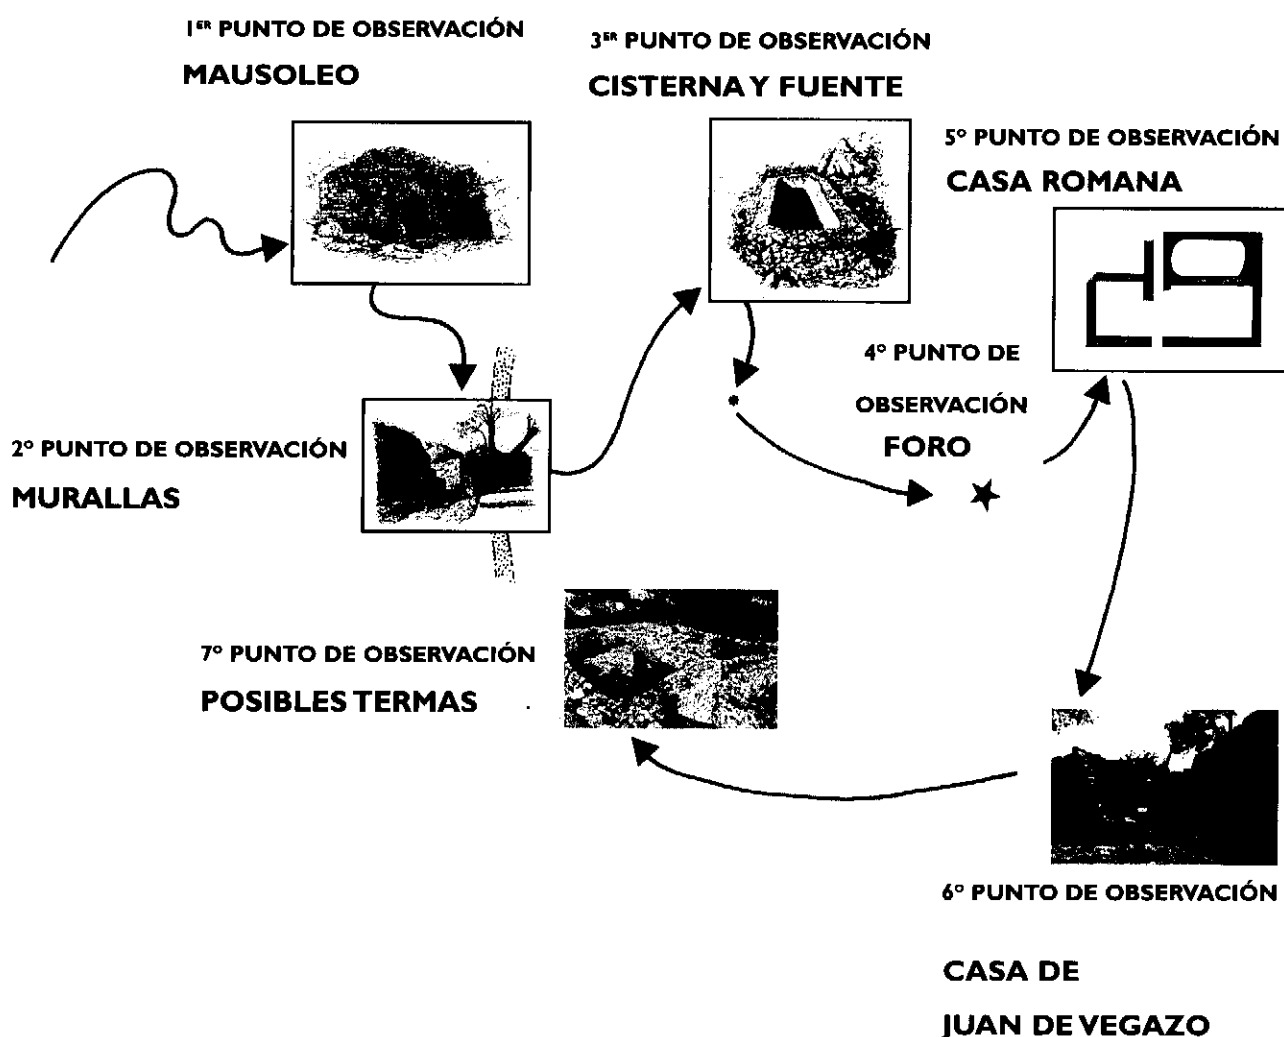 1ER PUNTO DE OBSERVACIÓN
MAUSOLEO
3ER PUNTO DE OBSERVACIÓN
CISTERNA Y FUENTE
5º PUNTO DE OBSERVACIÓN
CASA ROMANA
4º PUNTO DE
OBSERVACIÓN
FORO
2º PUNTO DE OBSERVACIÓN
MURALLAS
7º PUNTO DE OBSERVACIÓN
POSIBLES TERMAS
6º PUNTO DE OBSERVACIÓN
CASA DE
JUAN DE VEGAZO